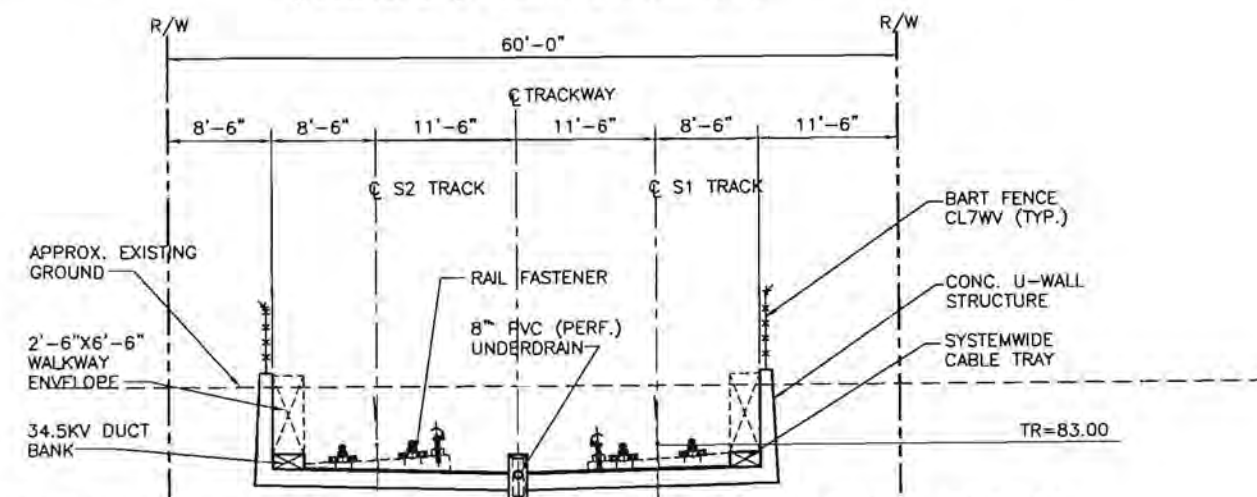 R/W
R/W
60'-0"
℄ TRACKWAY
8'-6"
8'-6"
11'-6"
11'-6"
8'-6"
11'-6"
℄ S2 TRACK
℄ S1 TRACK
BART FENCE
CL7WV (TYP.)
APPROX. EXISTING
GROUND
RAIL FASTENER
CONC. U-WALL
STRUCTURE
8" PVC (PERF.)
UNDERDRAIN
2'-6"X6'-6"
WALKWAY
ENVELOPE
SYSTEMWIDE
CABLE TRAY
34.5KV DUCT
BANK
TR=83.00